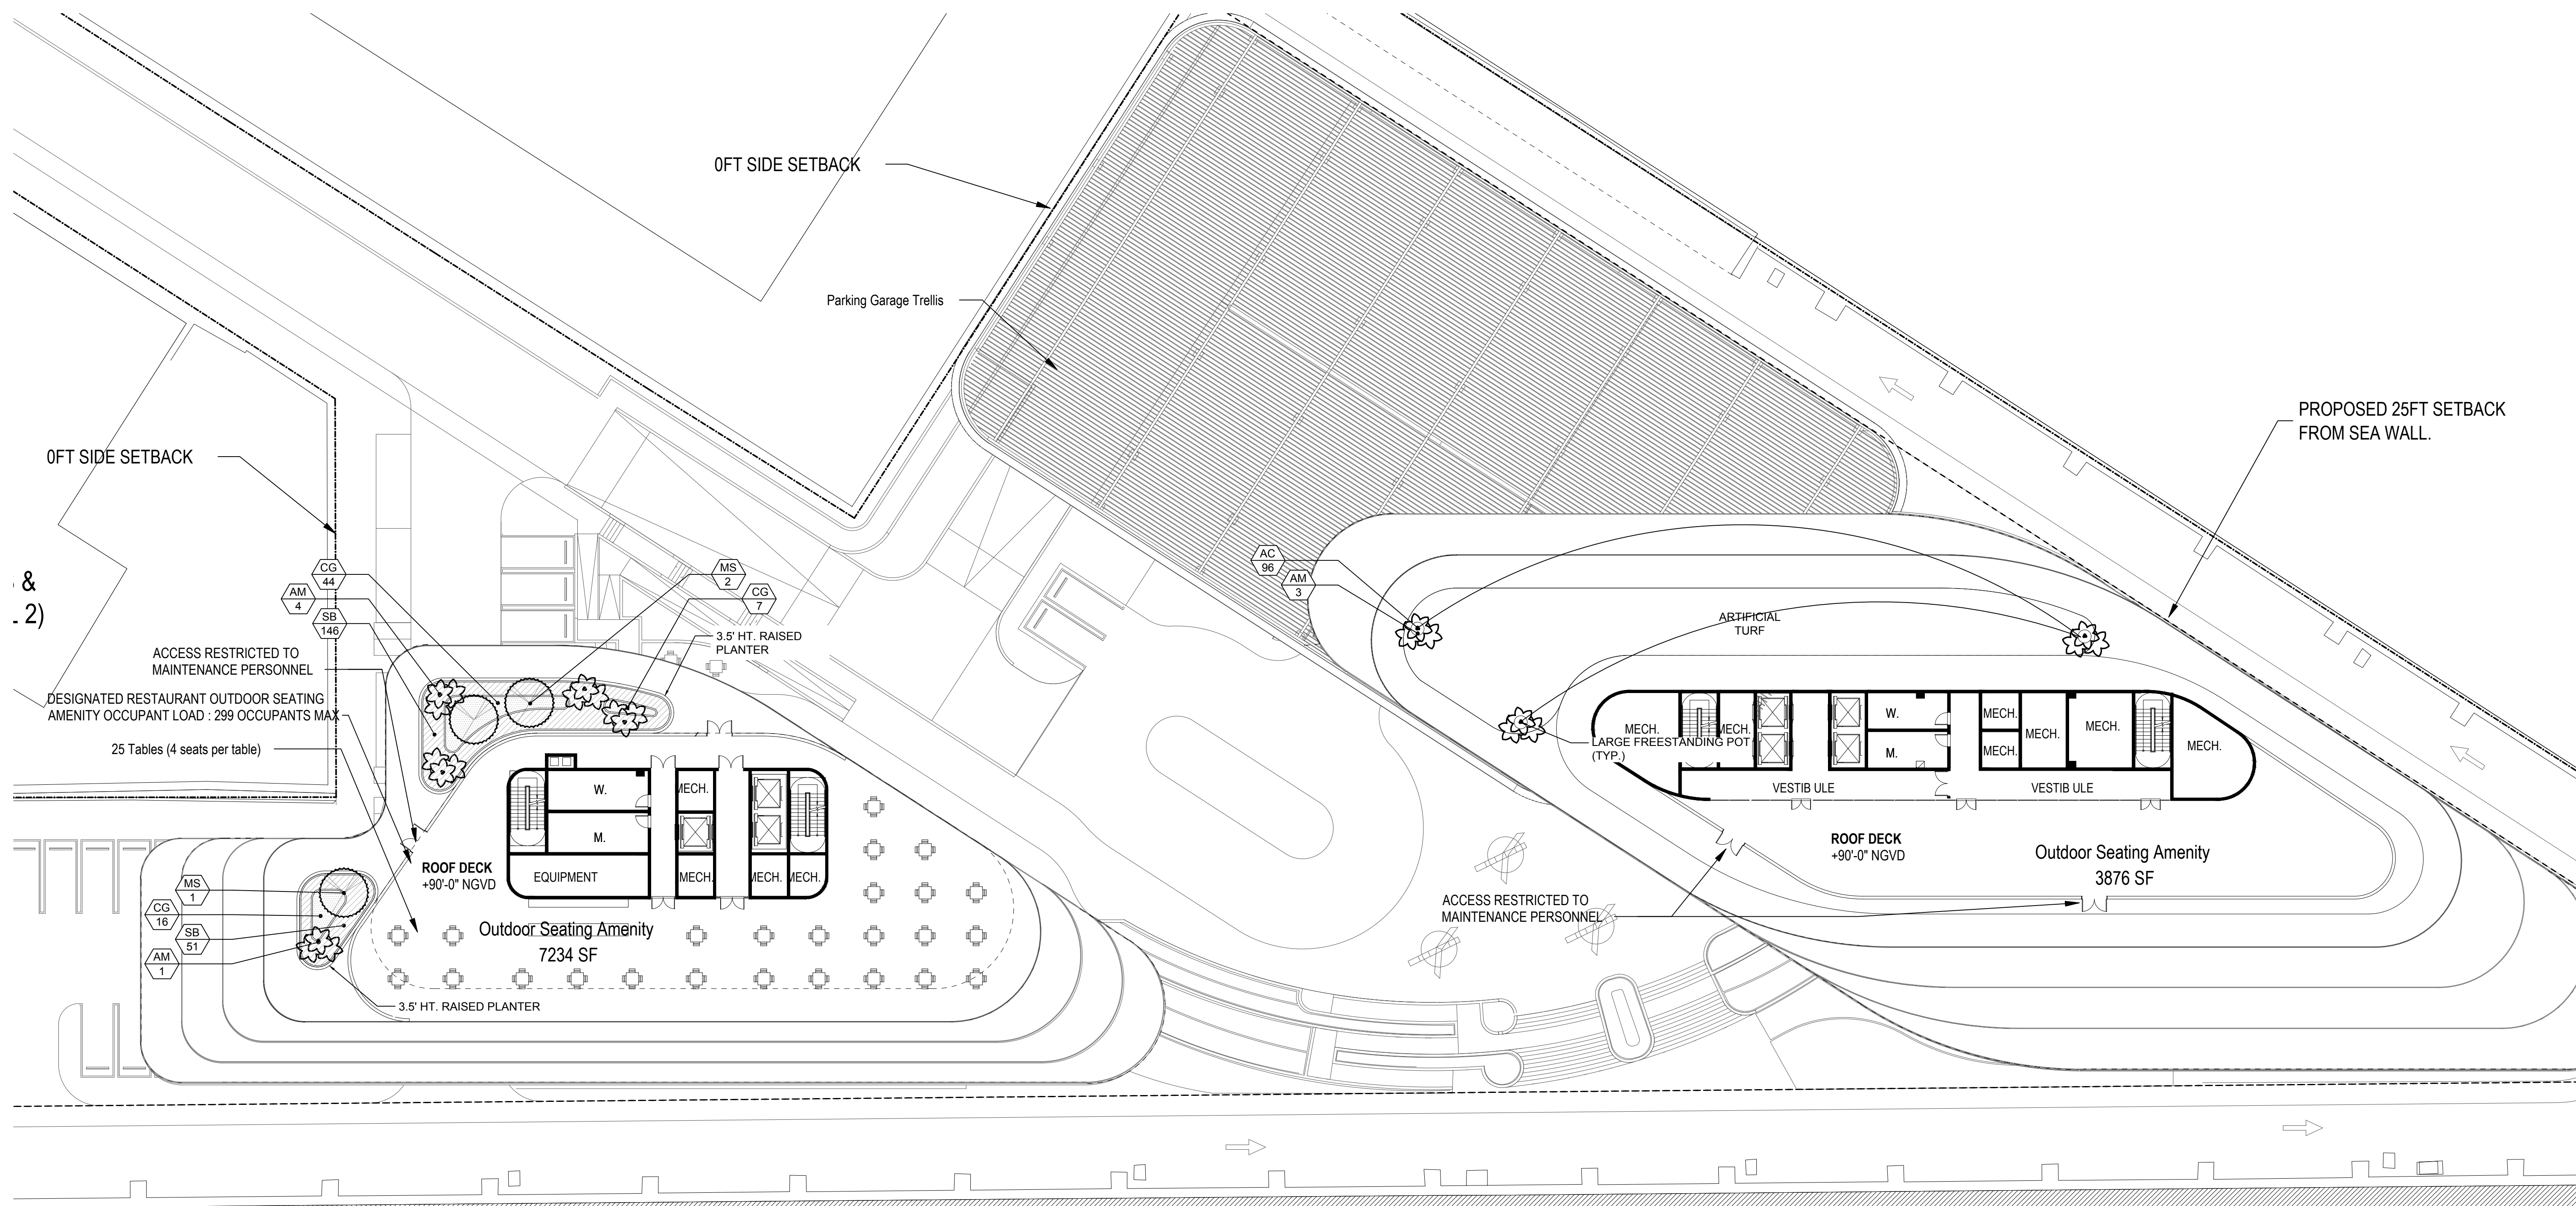 0FT SIDE SETBACK
Parking Garage Trellis
PROPOSED 25FT SETBACK
FROM SEA WALL.
0FT SIDE SETBACK
&
2)
CG
44
AM
4
SB
146
MS
2
CG
7
3.5' HT. RAISED
PLANTER
ACCESS RESTRICTED TO
MAINTENANCE PERSONNEL
DESIGNATED RESTAURANT OUTDOOR SEATING
AMENITY OCCUPANT LOAD : 299 OCCUPANTS MAX
25 Tables (4 seats per table)
W.
M.
MECH.
EQUIPMENT
MECH.
MECH.
MECH.
ROOF DECK
+90'-0" NGVD
Outdoor Seating Amenity
7234 SF
MS
1
CG
16
SB
51
AM
1
3.5' HT. RAISED PLANTER
AC
96
AM
3
ARTIFICIAL
TURF
MECH.
MECH.
LARGE FREESTANDING POT
(TYP.)
W.
M.
MECH.
MECH.
MECH.
MECH.
MECH.
VESTIB ULE
VESTIB ULE
ROOF DECK
+90'-0" NGVD
Outdoor Seating Amenity
3876 SF
ACCESS RESTRICTED TO
MAINTENANCE PERSONNEL